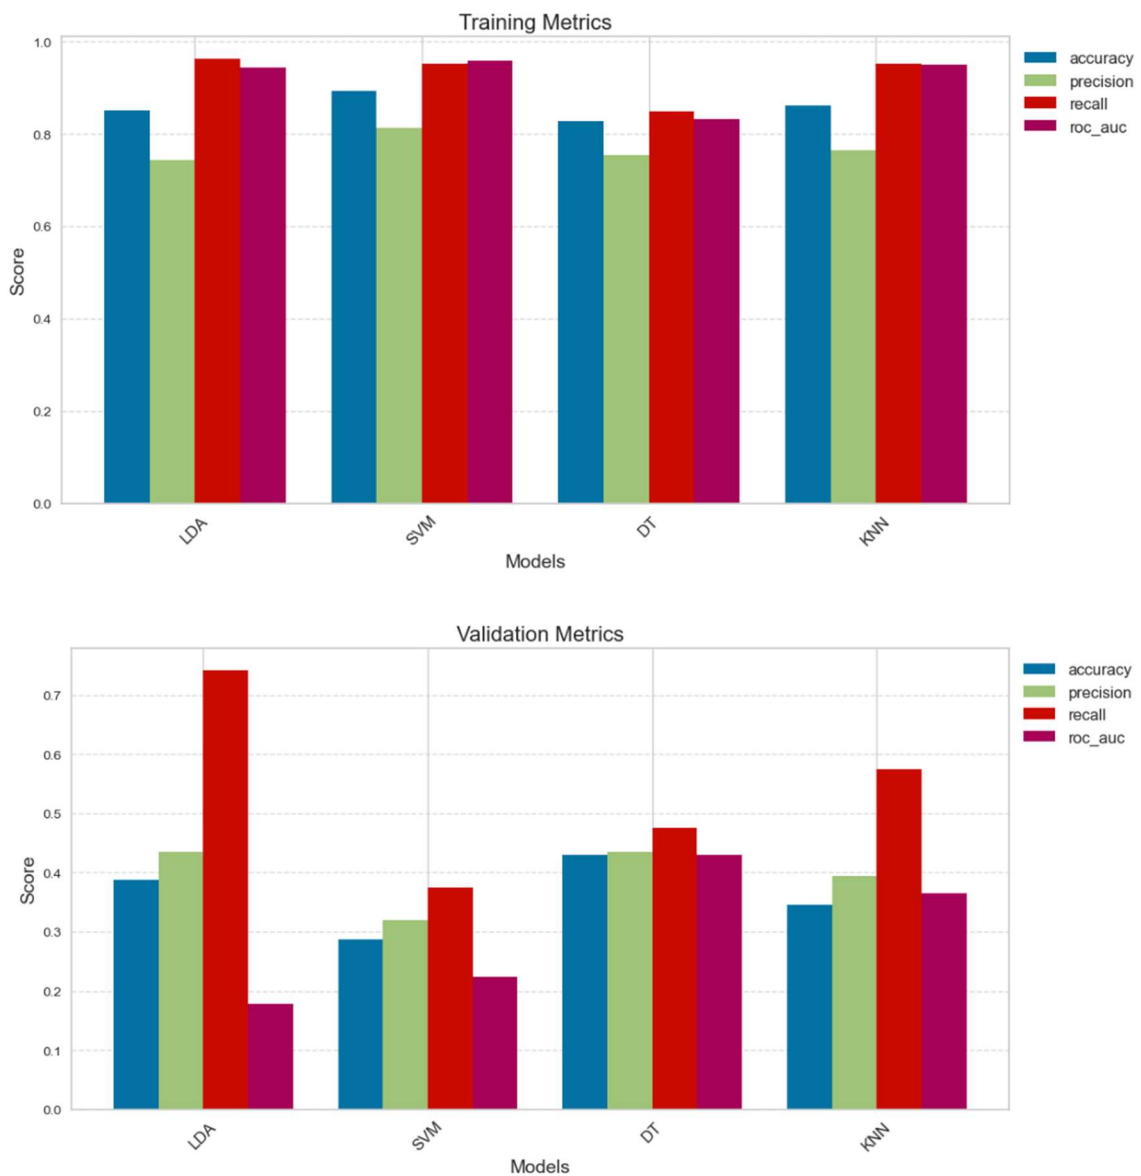 Training Metrics
1.0
0.8
0.6
0.4
0.2
0.0
Score
LDA
SVM
DT
KNN
Models
accuracy
precision
recall
roc_auc
Validation Metrics
0.7
0.6
0.5
0.4
0.3
0.2
0.1
0.0
Score
LDA
SVM
DT
KNN
Models
accuracy
precision
recall
roc_auc